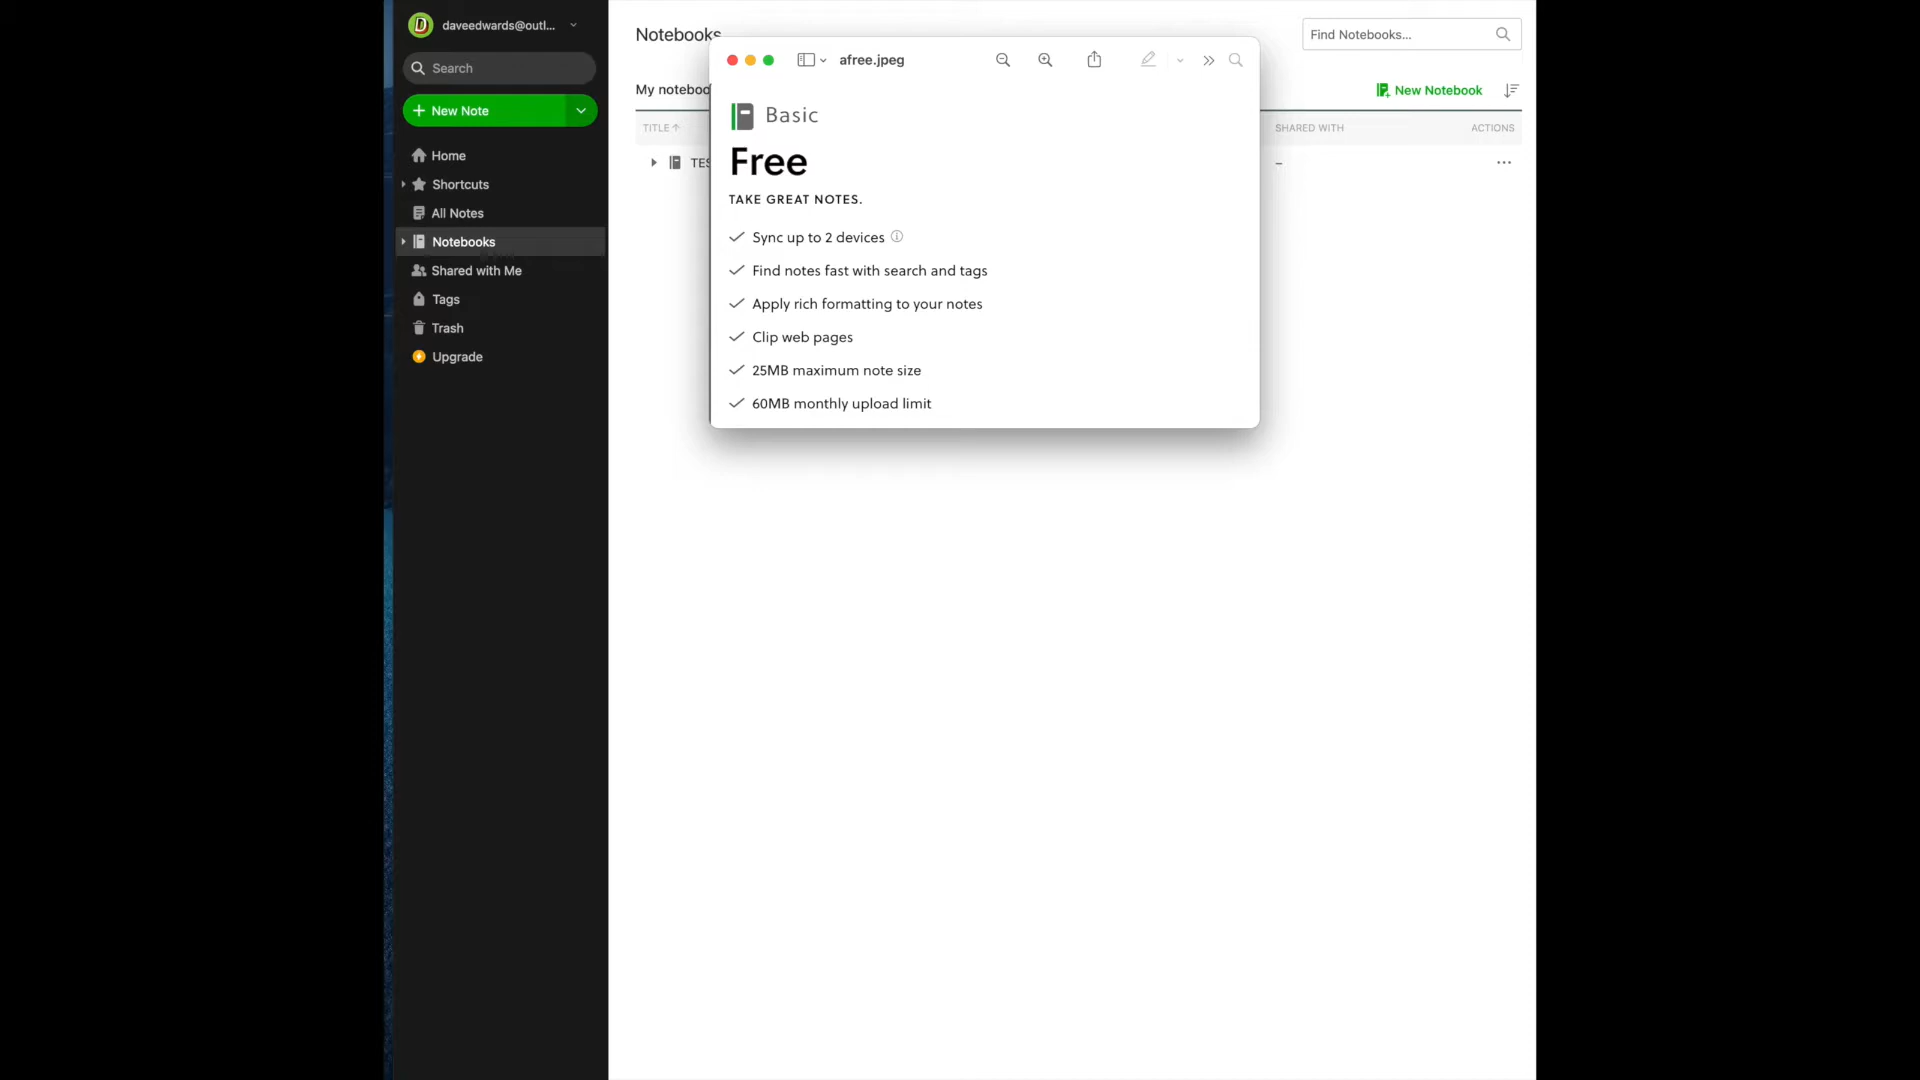 daveedwards@outl...
Search
New Note
Home
Shortcuts
All Notes
Notebooks
Shared with Me
Tags
Trash
Upgrade
Notebooks
Find Notebooks...
My noteboo
New Notebook
TITLE
SHARED WITH
ACTIONS
TES
–
afree.jpeg
Basic
Free
TAKE GREAT NOTES.
Sync up to 2 devices
Find notes fast with search and tags
Apply rich formatting to your notes
Clip web pages
25MB maximum note size
60MB monthly upload limit